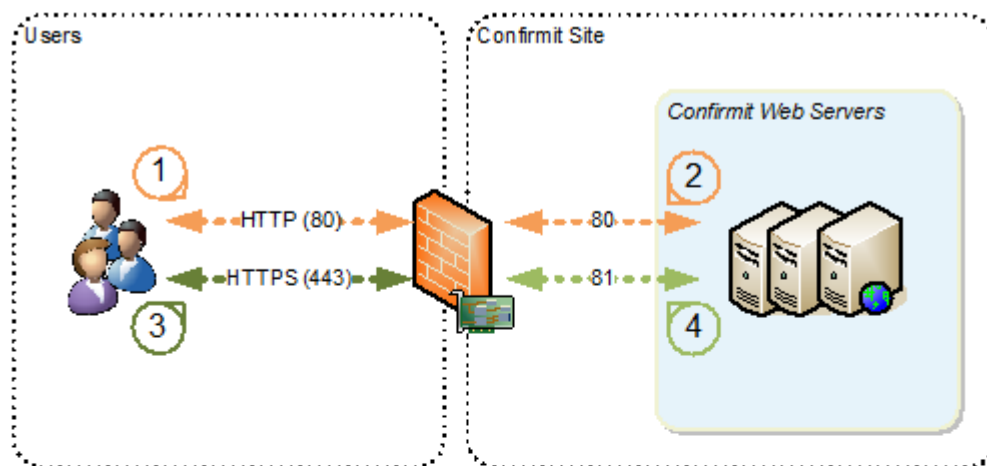 Users
Confirmit Site
Confirmit Web Servers
1
2
HTTP (80)
80
HTTPS (443)
81
3
4